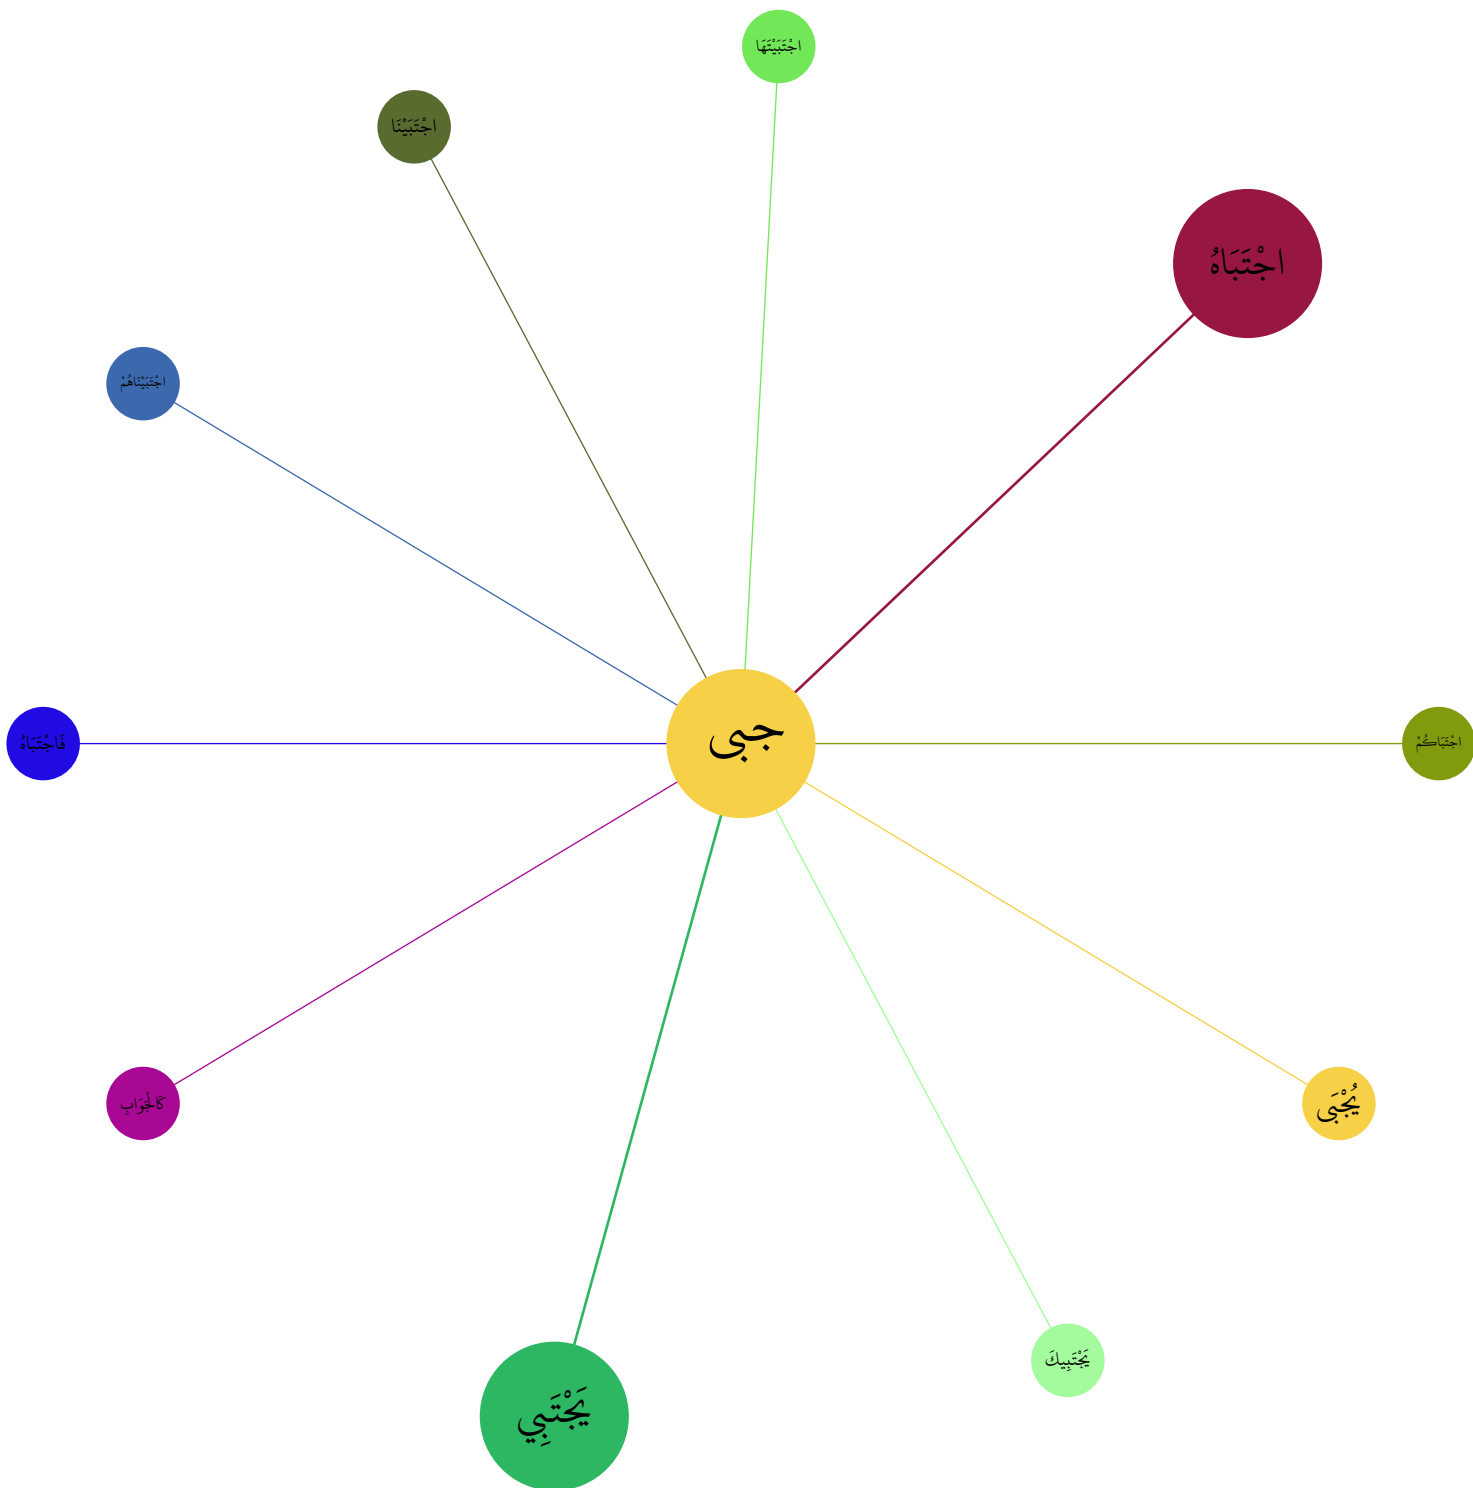 اجْتَبَيْتَهَا
اجْتَبَيْنَا
اجْتَبَاهُ
اجْتَبَيْنَاهُمْ
جبى
فَاجْتَبَاهُ
اجْتَبَاكُمْ
كَالْجَوَابِ
يُجْبَى
يَجْتَبِيكَ
يَجْتَبِي